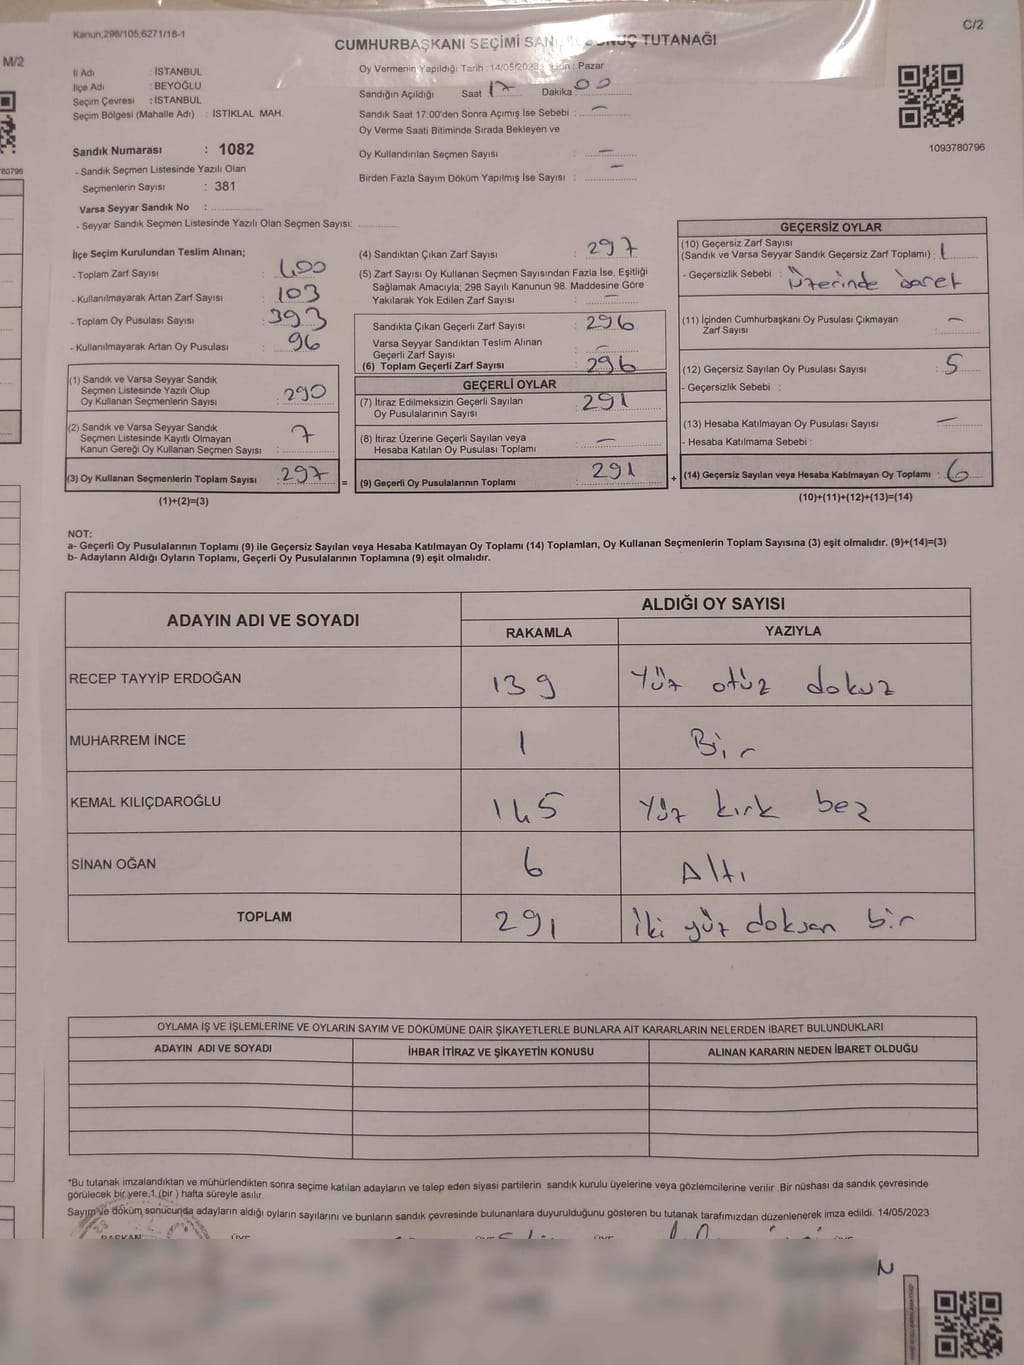 Kanun:298/105,6271/18-1
C/2
M/2
CUMHURBAŞKANI SEÇİMİ SANDIK SONUÇ TUTANAĞI
İl Adı : İSTANBUL
İlçe Adı : BEYOĞLU
Seçim Çevresi : İSTANBUL
Seçim Bölgesi (Mahalle Adı) : İSTİKLAL MAH.
Oy Vermenin Yapıldığı Tarih : 14/05/2023 Gün : Pazar
Sandığın Açıldığı Saat 17 Dakika 00
Sandık Saat 17:00'den Sonra Açımış İse Sebebi : —
Oy Verme Saati Bitiminde Sırada Bekleyen ve
Oy Kullandırılan Seçmen Sayısı : —
Birden Fazla Sayım Döküm Yapılmış İse Sayısı : —
1093780796
80796
Sandık Numarası : 1082
- Sandık Seçmen Listesinde Yazılı Olan
Seçmenlerin Sayısı : 381
Varsa Seyyar Sandık No :
- Seyyar Sandık Seçmen Listesinde Yazılı Olan Seçmen Sayısı:
İlçe Seçim Kurulundan Teslim Alınan;
- Toplam Zarf Sayısı : 400
- Kullanılmayarak Artan Zarf Sayısı : 103
- Toplam Oy Pusulası Sayısı : 393
- Kullanılmayarak Artan Oy Pusulası : 96
(1) Sandık ve Varsa Seyyar Sandık
Seçmen Listesinde Yazılı Olup
Oy Kullanan Seçmenlerin Sayısı : 290
(2) Sandık ve Varsa Seyyar Sandık
Seçmen Listesinde Kayıtlı Olmayan
Kanun Gereği Oy Kullanan Seçmen Sayısı : 7
(3) Oy Kullanan Seçmenlerin Toplam Sayısı : 297 =
(1)+(2)=(3)
(4) Sandıktan Çıkan Zarf Sayısı : 297
(5) Zarf Sayısı Oy Kullanan Seçmen Sayısından Fazla İse, Eşitliği
Sağlamak Amacıyla; 298 Sayılı Kanunun 98. Maddesine Göre
Yakılarak Yok Edilen Zarf Sayısı : —
Sandıkta Çıkan Geçerli Zarf Sayısı : 296
Varsa Seyyar Sandıktan Teslim Alınan
Geçerli Zarf Sayısı : —
(6) Toplam Geçerli Zarf Sayısı : 296
GEÇERLİ OYLAR
(7) İtiraz Edilmeksizin Geçerli Sayılan
Oy Pusulalarının Sayısı : 291
(8) İtiraz Üzerine Geçerli Sayılan veya
Hesaba Katılan Oy Pusulası Toplamı : —
(9) Geçerli Oy Pusulalarının Toplamı : 291 +
GEÇERSİZ OYLAR
(10) Geçersiz Zarf Sayısı
(Sandık ve Varsa Seyyar Sandık Geçersiz Zarf Toplamı) : 1
- Geçersizlik Sebebi : Üzerinde işaret
(11) İçinden Cumhurbaşkanı Oy Pusulası Çıkmayan
Zarf Sayısı : —
(12) Geçersiz Sayılan Oy Pusulası Sayısı : 5
- Geçersizlik Sebebi :
(13) Hesaba Katılmayan Oy Pusulası Sayısı : —
- Hesaba Katılmama Sebebi :
(14) Geçersiz Sayılan veya Hesaba Katılmayan Oy Toplamı : 6
(10)+(11)+(12)+(13)=(14)
NOT:
a- Geçerli Oy Pusulalarının Toplamı (9) ile Geçersiz Sayılan veya Hesaba Katılmayan Oy Toplamı (14) Toplamları, Oy Kullanan Seçmenlerin Toplam Sayısına (3) eşit olmalıdır. (9)+(14)=(3)
b- Adayların Aldığı Oyların Toplamı, Geçerli Oy Pusulalarının Toplamına (9) eşit olmalıdır.
ADAYIN ADI VE SOYADI
ALDIĞI OY SAYISI
RAKAMLA YAZIYLA
RECEP TAYYİP ERDOĞAN 139 Yüz otüz dokuz
MUHARREM İNCE 1 Bir
KEMAL KILIÇDAROĞLU 145 Yüz kırk beş
SİNAN OĞAN 6 Altı
TOPLAM 291 İki yüz doksan bir
OYLAMA İŞ VE İŞLEMLERİNE VE OYLARIN SAYIM VE DÖKÜMÜNE DAİR ŞİKAYETLERLE BUNLARA AİT KARARLARIN NELERDEN İBARET BULUNDUKLARI
ADAYIN ADI VE SOYADI İHBAR İTİRAZ VE ŞİKAYETİN KONUSU ALINAN KARARIN NEDEN İBARET OLDUĞU
*Bu tutanak imzalandıktan ve mühürlendikten sonra seçime katılan adayların ve talep eden siyasi partilerin sandık kurulu üyelerine veya gözlemcilerine verilir .Bir nüshası da sandık çevresinde
görülecek bir yere 1 (bir ) hafta süreyle asılır.
Sayım ve döküm sonucunda adayların aldığı oyların sayılarını ve bunların sandık çevresinde bulunanlara duyurulduğunu gösteren bu tutanak tarafımızdan düzenlenerek imza edildi. 14/05/2023
BAŞKAN ÜYE ÜYE ÜYE ÜYE